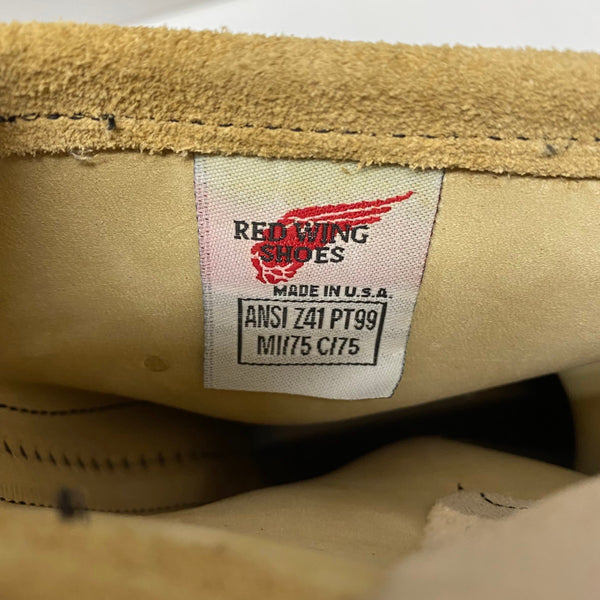 RED WING
SHOES
MADE IN U.S.A.
ANSI Z41 PT99
MI/75 C/75